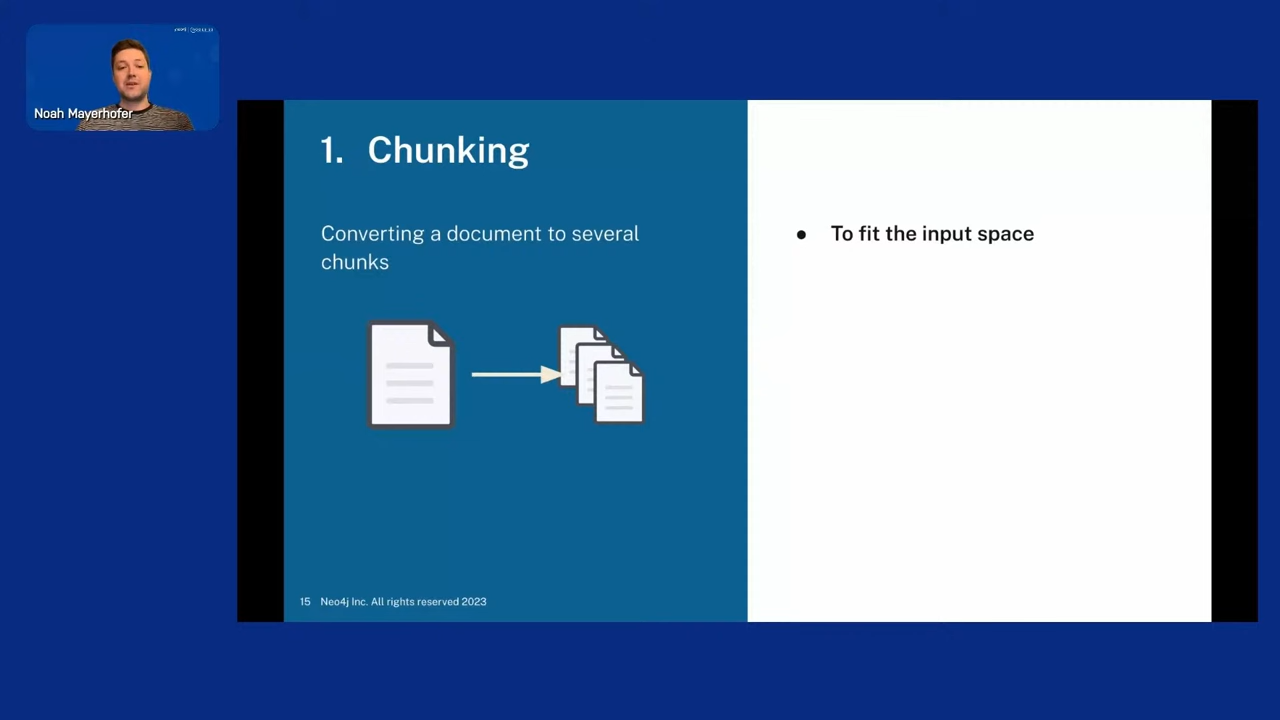 Noah Mayerhofer
1. Chunking
Converting a document to several
chunks
● To fit the input space
15 Neo4j Inc. All rights reserved 2023